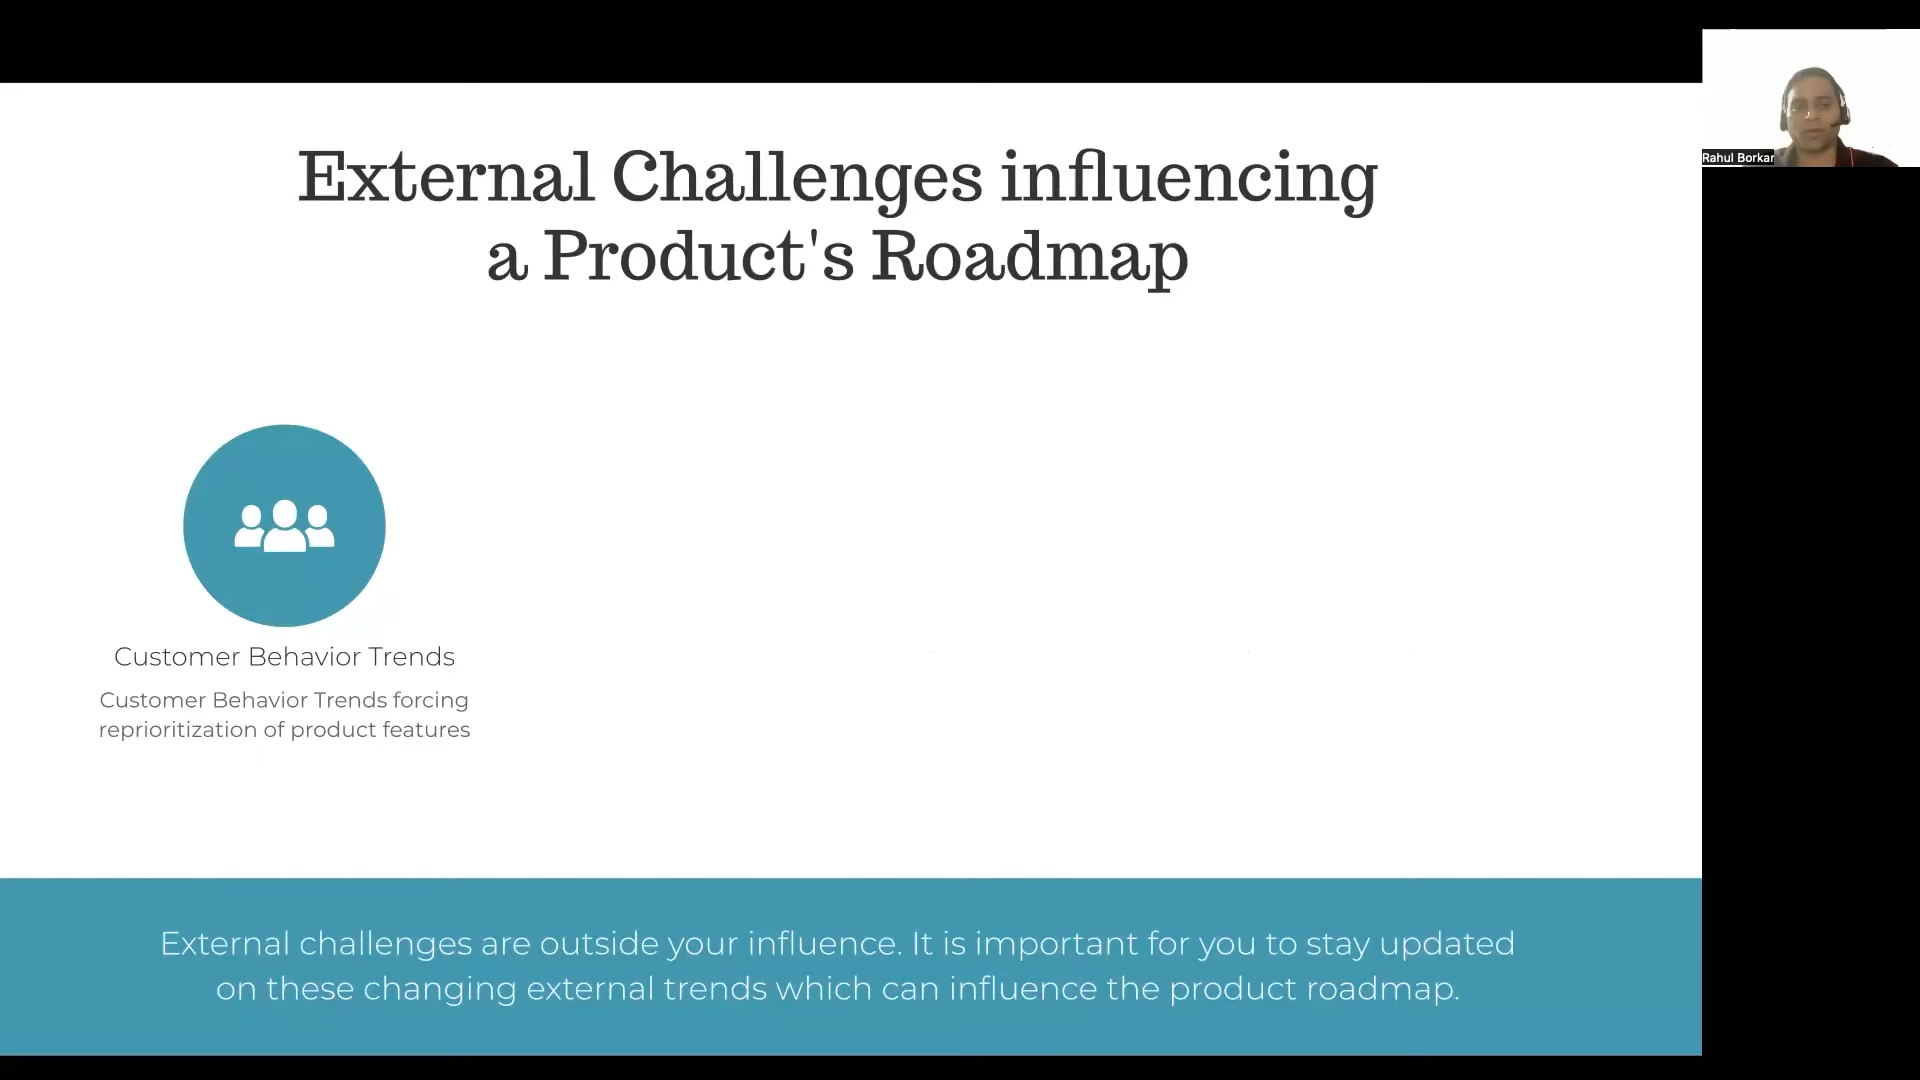 External Challenges influencing
a Product's Roadmap
Rahul Borkar
Customer Behavior Trends
Customer Behavior Trends forcing
reprioritization of product features
External challenges are outside your influence. It is important for you to stay updated
on these changing external trends which can influence the product roadmap.